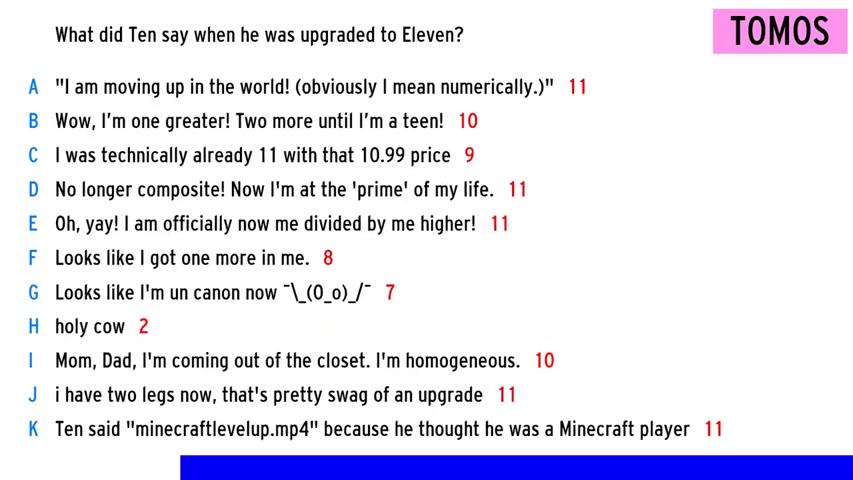 What did Ten say when he was upgraded to Eleven?
TOMOS
A "I am moving up in the world! (obviously I mean numerically.)" 11
B Wow, I'm one greater! Two more until I'm a teen! 10
C I was technically already 11 with that 10.99 price 9
D No longer composite! Now I'm at the 'prime' of my life. 11
E Oh, yay! I am officially now me divided by me higher! 11
F Looks like I got one more in me. 8
G Looks like I'm un canon now ¯\_(0_o)_/¯ 7
H holy cow 2
I Mom, Dad, I'm coming out of the closet. I'm homogeneous. 10
J i have two legs now, that's pretty swag of an upgrade 11
K Ten said "minecraftlevelup.mp4" because he thought he was a Minecraft player 11